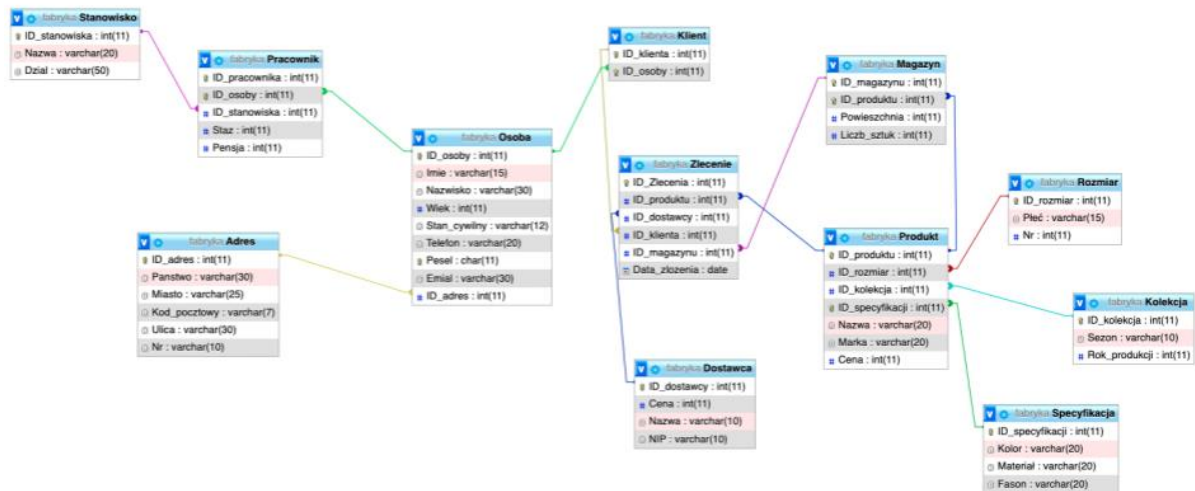 fabryka Stanowisko
ID_stanowiska : int(11)
Nazwa : varchar(20)
Dzial : varchar(50)
fabryka Pracownik
ID_pracownika : int(11)
ID_osoby : int(11)
ID_stanowiska : int(11)
Staz : int(11)
Pensja : int(11)
fabryka Adres
ID_adres : int(11)
Panstwo : varchar(30)
Miasto : varchar(25)
Kod_pocztowy : varchar(7)
Ulica : varchar(30)
Nr : varchar(10)
fabryka Osoba
ID_osoby : int(11)
Imie : varchar(15)
Nazwisko : varchar(30)
Wiek : int(11)
Stan_cywilny : varchar(12)
Telefon : varchar(20)
Pesel : char(11)
Emial : varchar(30)
ID_adres : int(11)
fabryka Klient
ID_klienta : int(11)
ID_osoby : int(11)
fabryka Zlecenie
ID_Zlecenia : int(11)
ID_produktu : int(11)
ID_dostawcy : int(11)
ID_klienta : int(11)
ID_magazynu : int(11)
Data_zlozenia : date
fabryka Dostawca
ID_dostawcy : int(11)
Cena : int(11)
Nazwa : varchar(10)
NIP : varchar(10)
fabryka Magazyn
ID_magazynu : int(11)
ID_produktu : int(11)
Powieszchnia : int(11)
Liczb_sztuk : int(11)
fabryka Produkt
ID_produktu : int(11)
ID_rozmiar : int(11)
ID_kolekcja : int(11)
ID_specyfikacji : int(11)
Nazwa : varchar(20)
Marka : varchar(20)
Cena : int(11)
fabryka Rozmiar
ID_rozmiar : int(11)
Płeć : varchar(15)
Nr : int(11)
fabryka Kolekcja
ID_kolekcja : int(11)
Sezon : varchar(10)
Rok_produkcji : int(11)
fabryka Specyfikacja
ID_specyfikacji : int(11)
Kolor : varchar(20)
Materiał : varchar(20)
Fason : varchar(20)